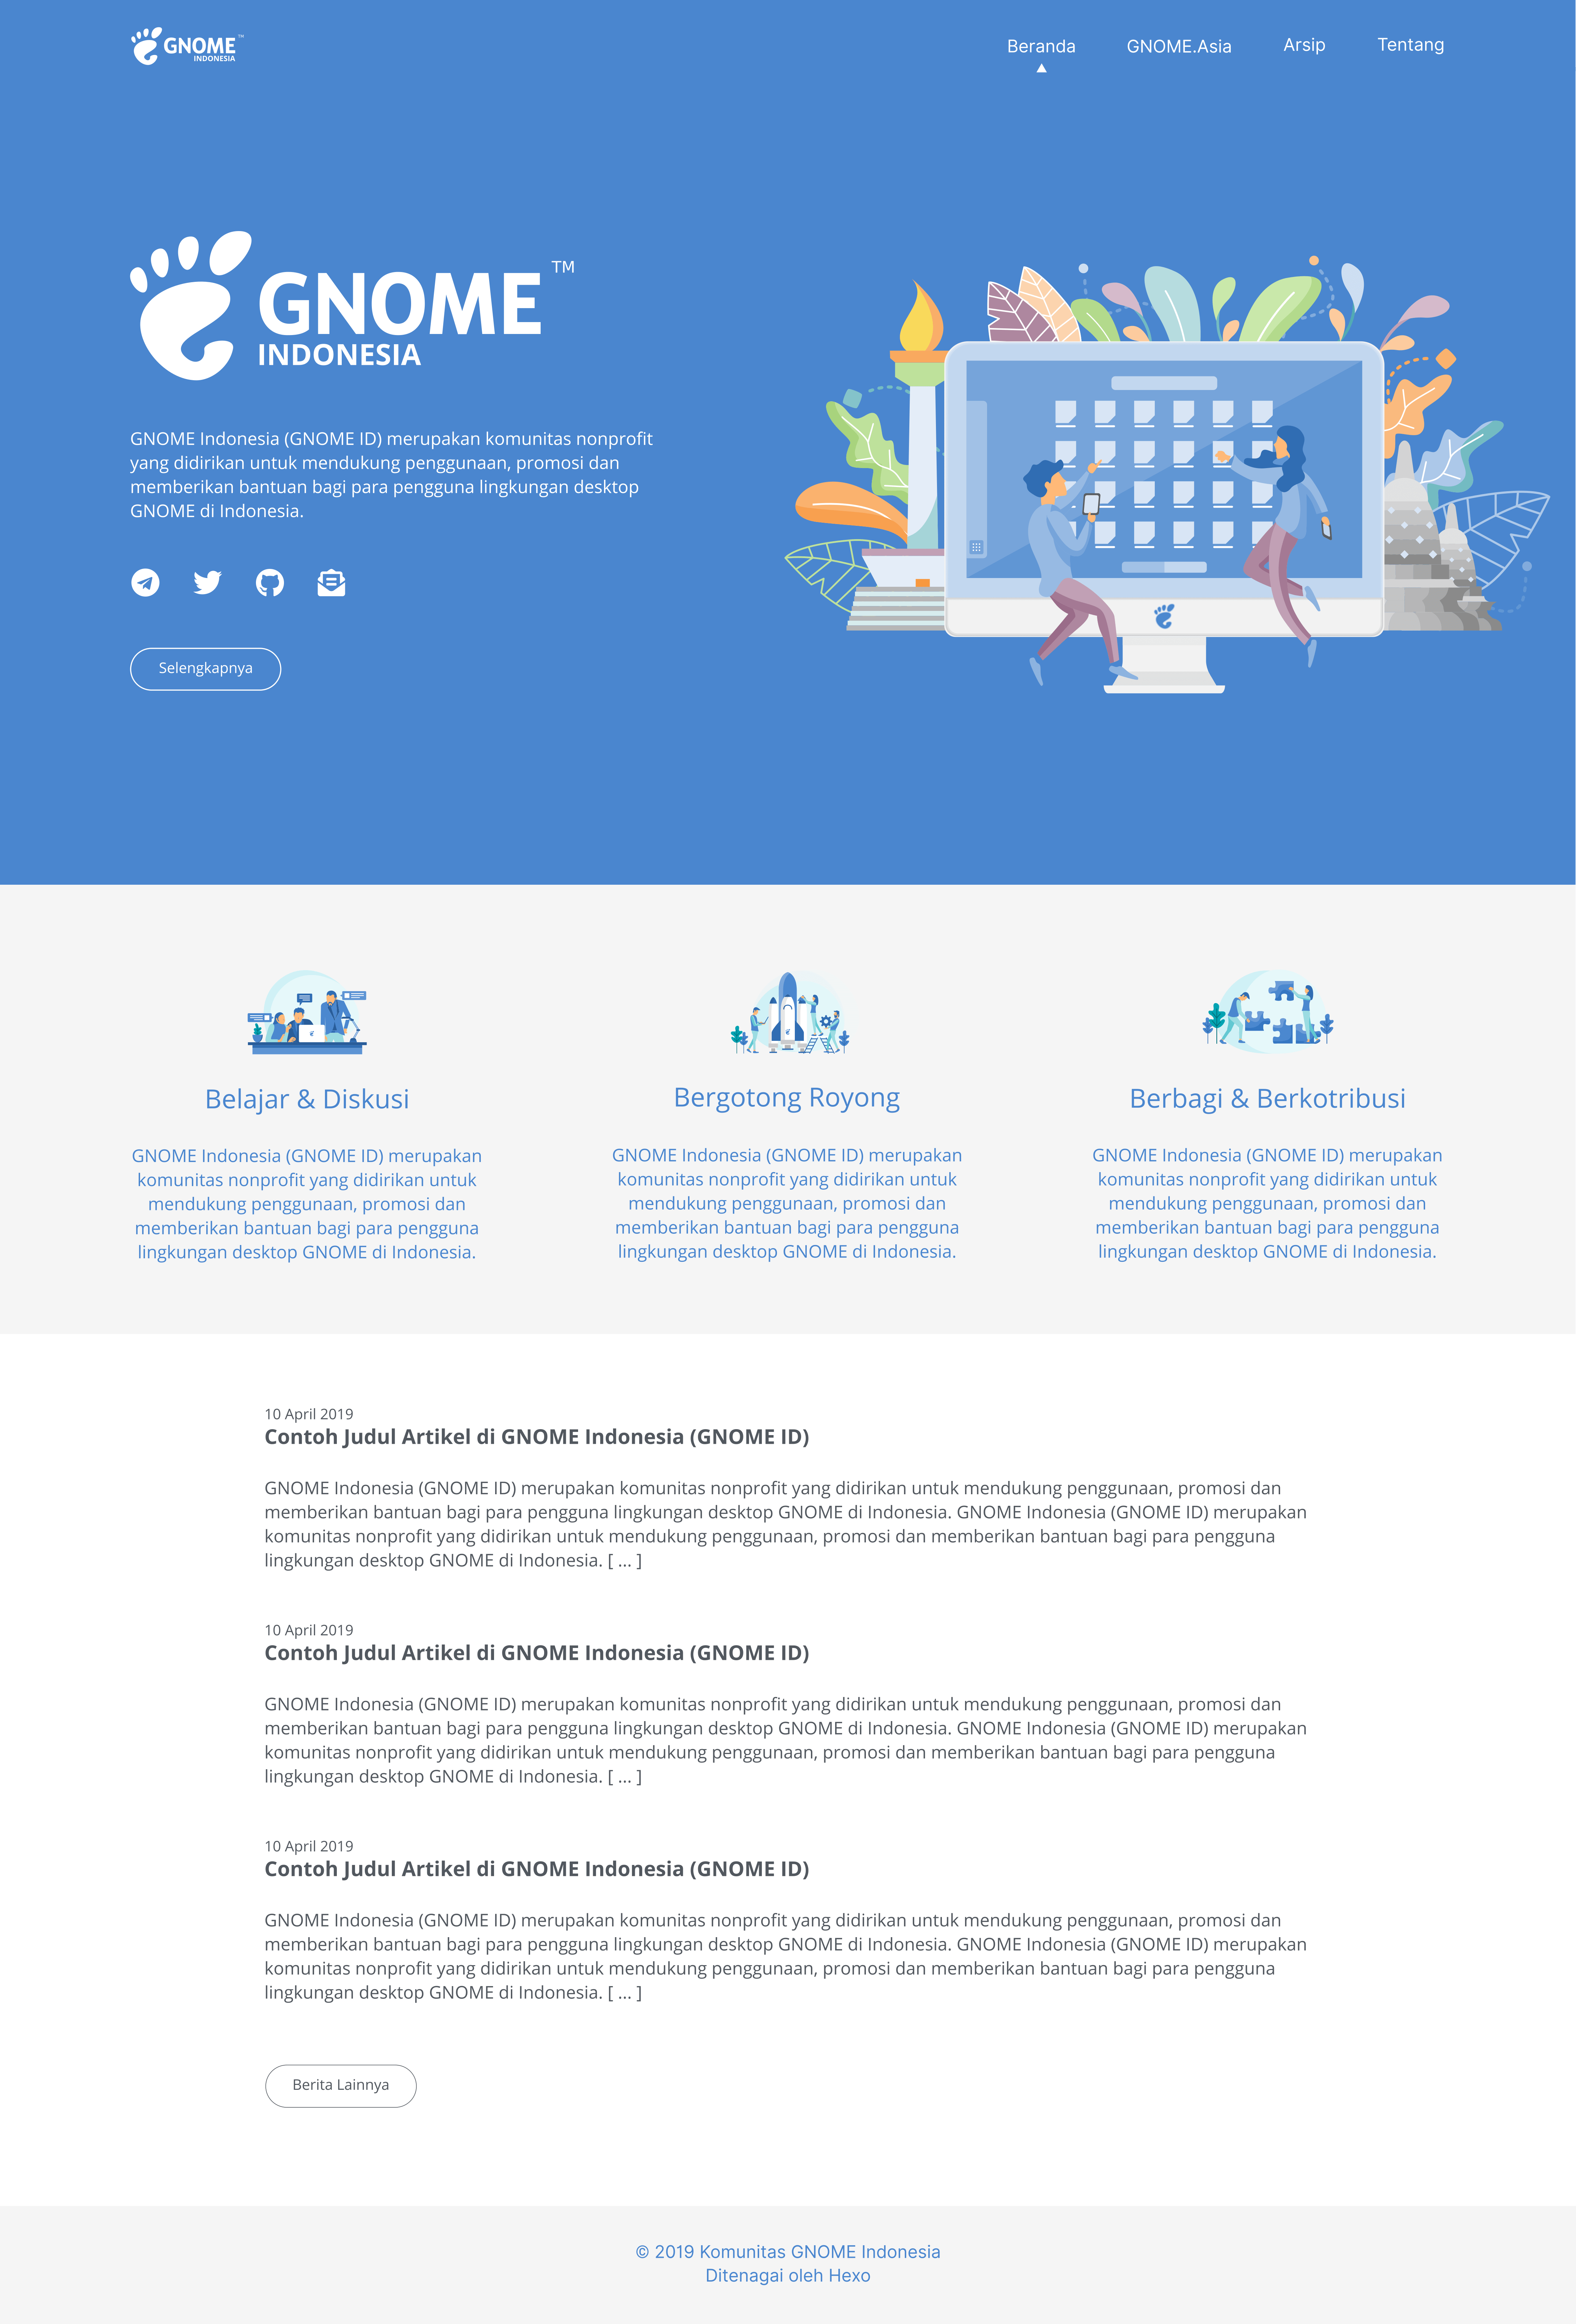 GNOME™
INDONESIA
Beranda
GNOME.Asia
Arsip
Tentang
GNOME ™
INDONESIA
GNOME Indonesia (GNOME ID) merupakan komunitas nonprofit
yang didirikan untuk mendukung penggunaan, promosi dan
memberikan bantuan bagi para pengguna lingkungan desktop
GNOME di Indonesia.
Selengkapnya
Belajar & Diskusi
GNOME Indonesia (GNOME ID) merupakan
komunitas nonprofit yang didirikan untuk
mendukung penggunaan, promosi dan
memberikan bantuan bagi para pengguna
lingkungan desktop GNOME di Indonesia.
Bergotong Royong
GNOME Indonesia (GNOME ID) merupakan
komunitas nonprofit yang didirikan untuk
mendukung penggunaan, promosi dan
memberikan bantuan bagi para pengguna
lingkungan desktop GNOME di Indonesia.
Berbagi & Berkotribusi
GNOME Indonesia (GNOME ID) merupakan
komunitas nonprofit yang didirikan untuk
mendukung penggunaan, promosi dan
memberikan bantuan bagi para pengguna
lingkungan desktop GNOME di Indonesia.
10 April 2019
Contoh Judul Artikel di GNOME Indonesia (GNOME ID)
GNOME Indonesia (GNOME ID) merupakan komunitas nonprofit yang didirikan untuk mendukung penggunaan, promosi dan
memberikan bantuan bagi para pengguna lingkungan desktop GNOME di Indonesia. GNOME Indonesia (GNOME ID) merupakan
komunitas nonprofit yang didirikan untuk mendukung penggunaan, promosi dan memberikan bantuan bagi para pengguna
lingkungan desktop GNOME di Indonesia. [ ... ]
10 April 2019
Contoh Judul Artikel di GNOME Indonesia (GNOME ID)
GNOME Indonesia (GNOME ID) merupakan komunitas nonprofit yang didirikan untuk mendukung penggunaan, promosi dan
memberikan bantuan bagi para pengguna lingkungan desktop GNOME di Indonesia. GNOME Indonesia (GNOME ID) merupakan
komunitas nonprofit yang didirikan untuk mendukung penggunaan, promosi dan memberikan bantuan bagi para pengguna
lingkungan desktop GNOME di Indonesia. [ ... ]
10 April 2019
Contoh Judul Artikel di GNOME Indonesia (GNOME ID)
GNOME Indonesia (GNOME ID) merupakan komunitas nonprofit yang didirikan untuk mendukung penggunaan, promosi dan
memberikan bantuan bagi para pengguna lingkungan desktop GNOME di Indonesia. GNOME Indonesia (GNOME ID) merupakan
komunitas nonprofit yang didirikan untuk mendukung penggunaan, promosi dan memberikan bantuan bagi para pengguna
lingkungan desktop GNOME di Indonesia. [ ... ]
Berita Lainnya
© 2019 Komunitas GNOME Indonesia
Ditenagai oleh Hexo